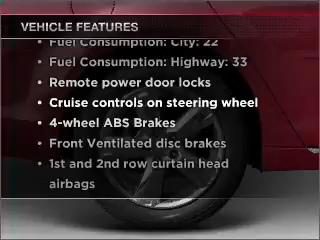 VEHICLE FEATURES
• Fuel Consumption: City: 22
• Fuel Consumption: Highway: 33
• Remote power door locks
• Cruise controls on steering wheel
• 4-wheel ABS Brakes
• Front Ventilated disc brakes
• 1st and 2nd row curtain head
airbags